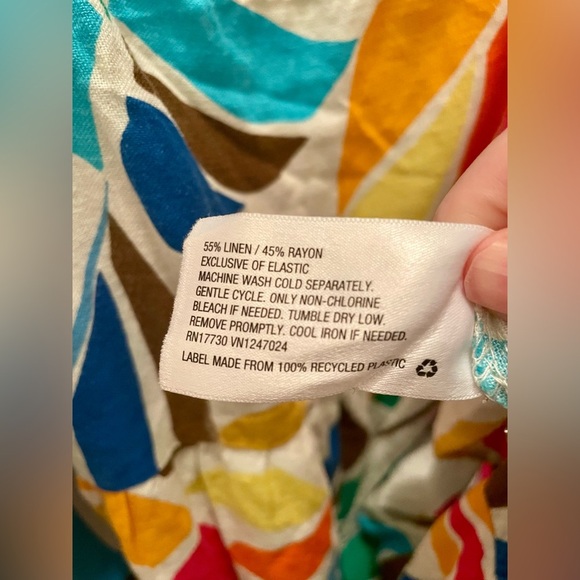 55% LINEN / 45% RAYON
EXCLUSIVE OF ELASTIC
MACHINE WASH COLD SEPARATELY.
GENTLE CYCLE. ONLY NON-CHLORINE
BLEACH IF NEEDED. TUMBLE DRY LOW.
REMOVE PROMPTLY. COOL IRON IF NEEDED.
RN17730 VN1247024
LABEL MADE FROM 100% RECYCLED PLASTIC